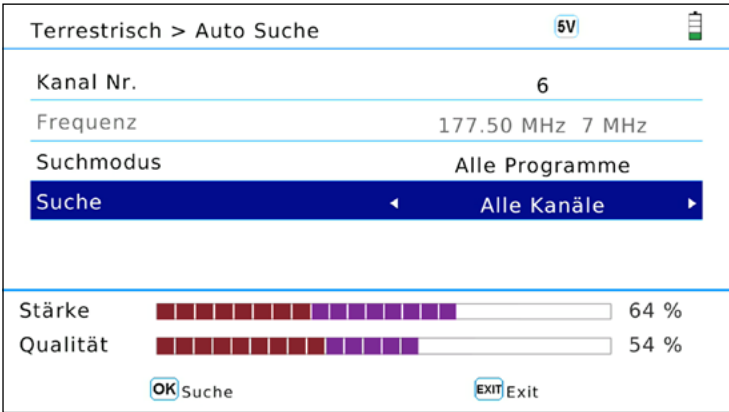 Terrestrisch > Auto Suche 5V
Kanal Nr. 6
Frequenz 177.50 MHz 7 MHz
Suchmodus Alle Programme
Suche Alle Kanäle
Stärke 64 %
Qualität 54 %
OK Suche EXIT Exit